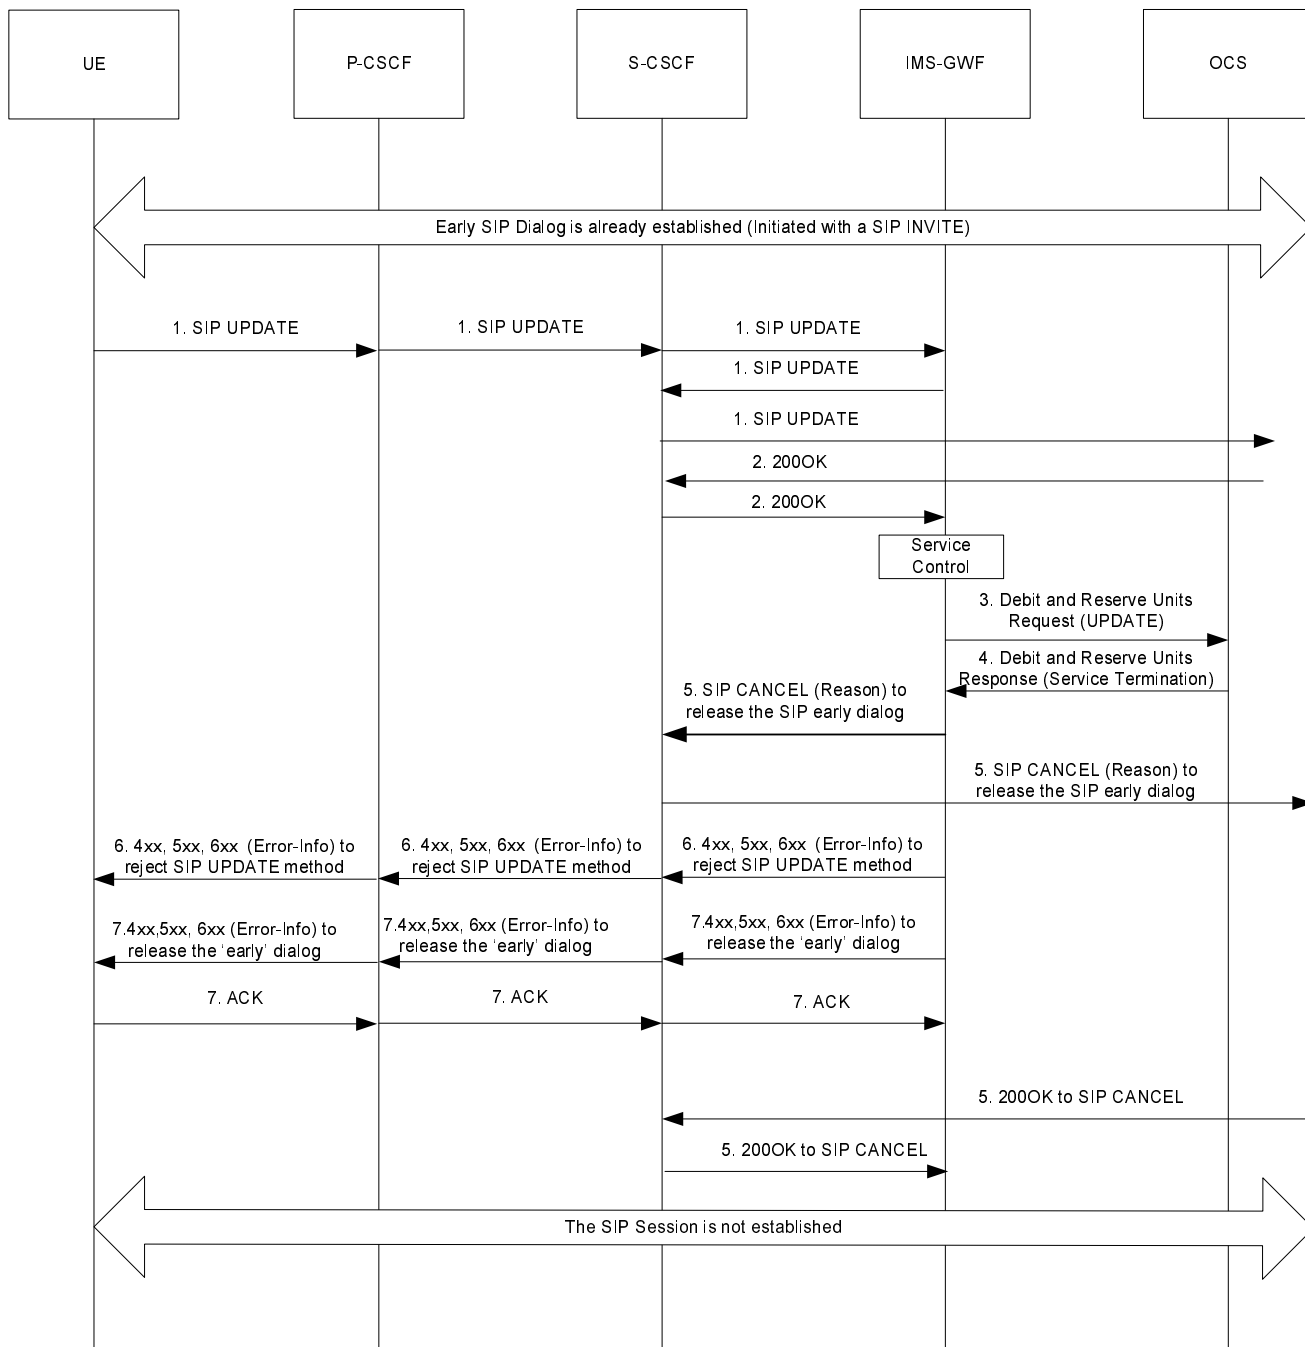 UE
P-CSCF
S-CSCF
IMS-GWF
OCS
Early SIP Dialog is already established (Initiated with a SIP INVITE)
1. SIP UPDATE
1. SIP UPDATE
1. SIP UPDATE
1. SIP UPDATE
1. SIP UPDATE
2. 200OK
2. 200OK
Service
Control
3. Debit and Reserve Units
Request (UPDATE)
4. Debit and Reserve Units
Response (Service Termination)
5. SIP CANCEL (Reason) to
release the SIP early dialog
5. SIP CANCEL (Reason) to
release the SIP early dialog
6. 4xx, 5xx, 6xx (Error-Info) to
reject SIP UPDATE method
6. 4xx, 5xx, 6xx (Error-Info) to
reject SIP UPDATE method
6. 4xx, 5xx, 6xx (Error-Info) to
reject SIP UPDATE method
7.4xx,5xx, 6xx (Error-Info) to
release the ‘early’ dialog
7.4xx,5xx, 6xx (Error-Info) to
release the ‘early’ dialog
7.4xx,5xx, 6xx (Error-Info) to
release the ‘early’ dialog
7. ACK
7. ACK
7. ACK
5. 200OK to SIP CANCEL
5. 200OK to SIP CANCEL
The SIP Session is not established